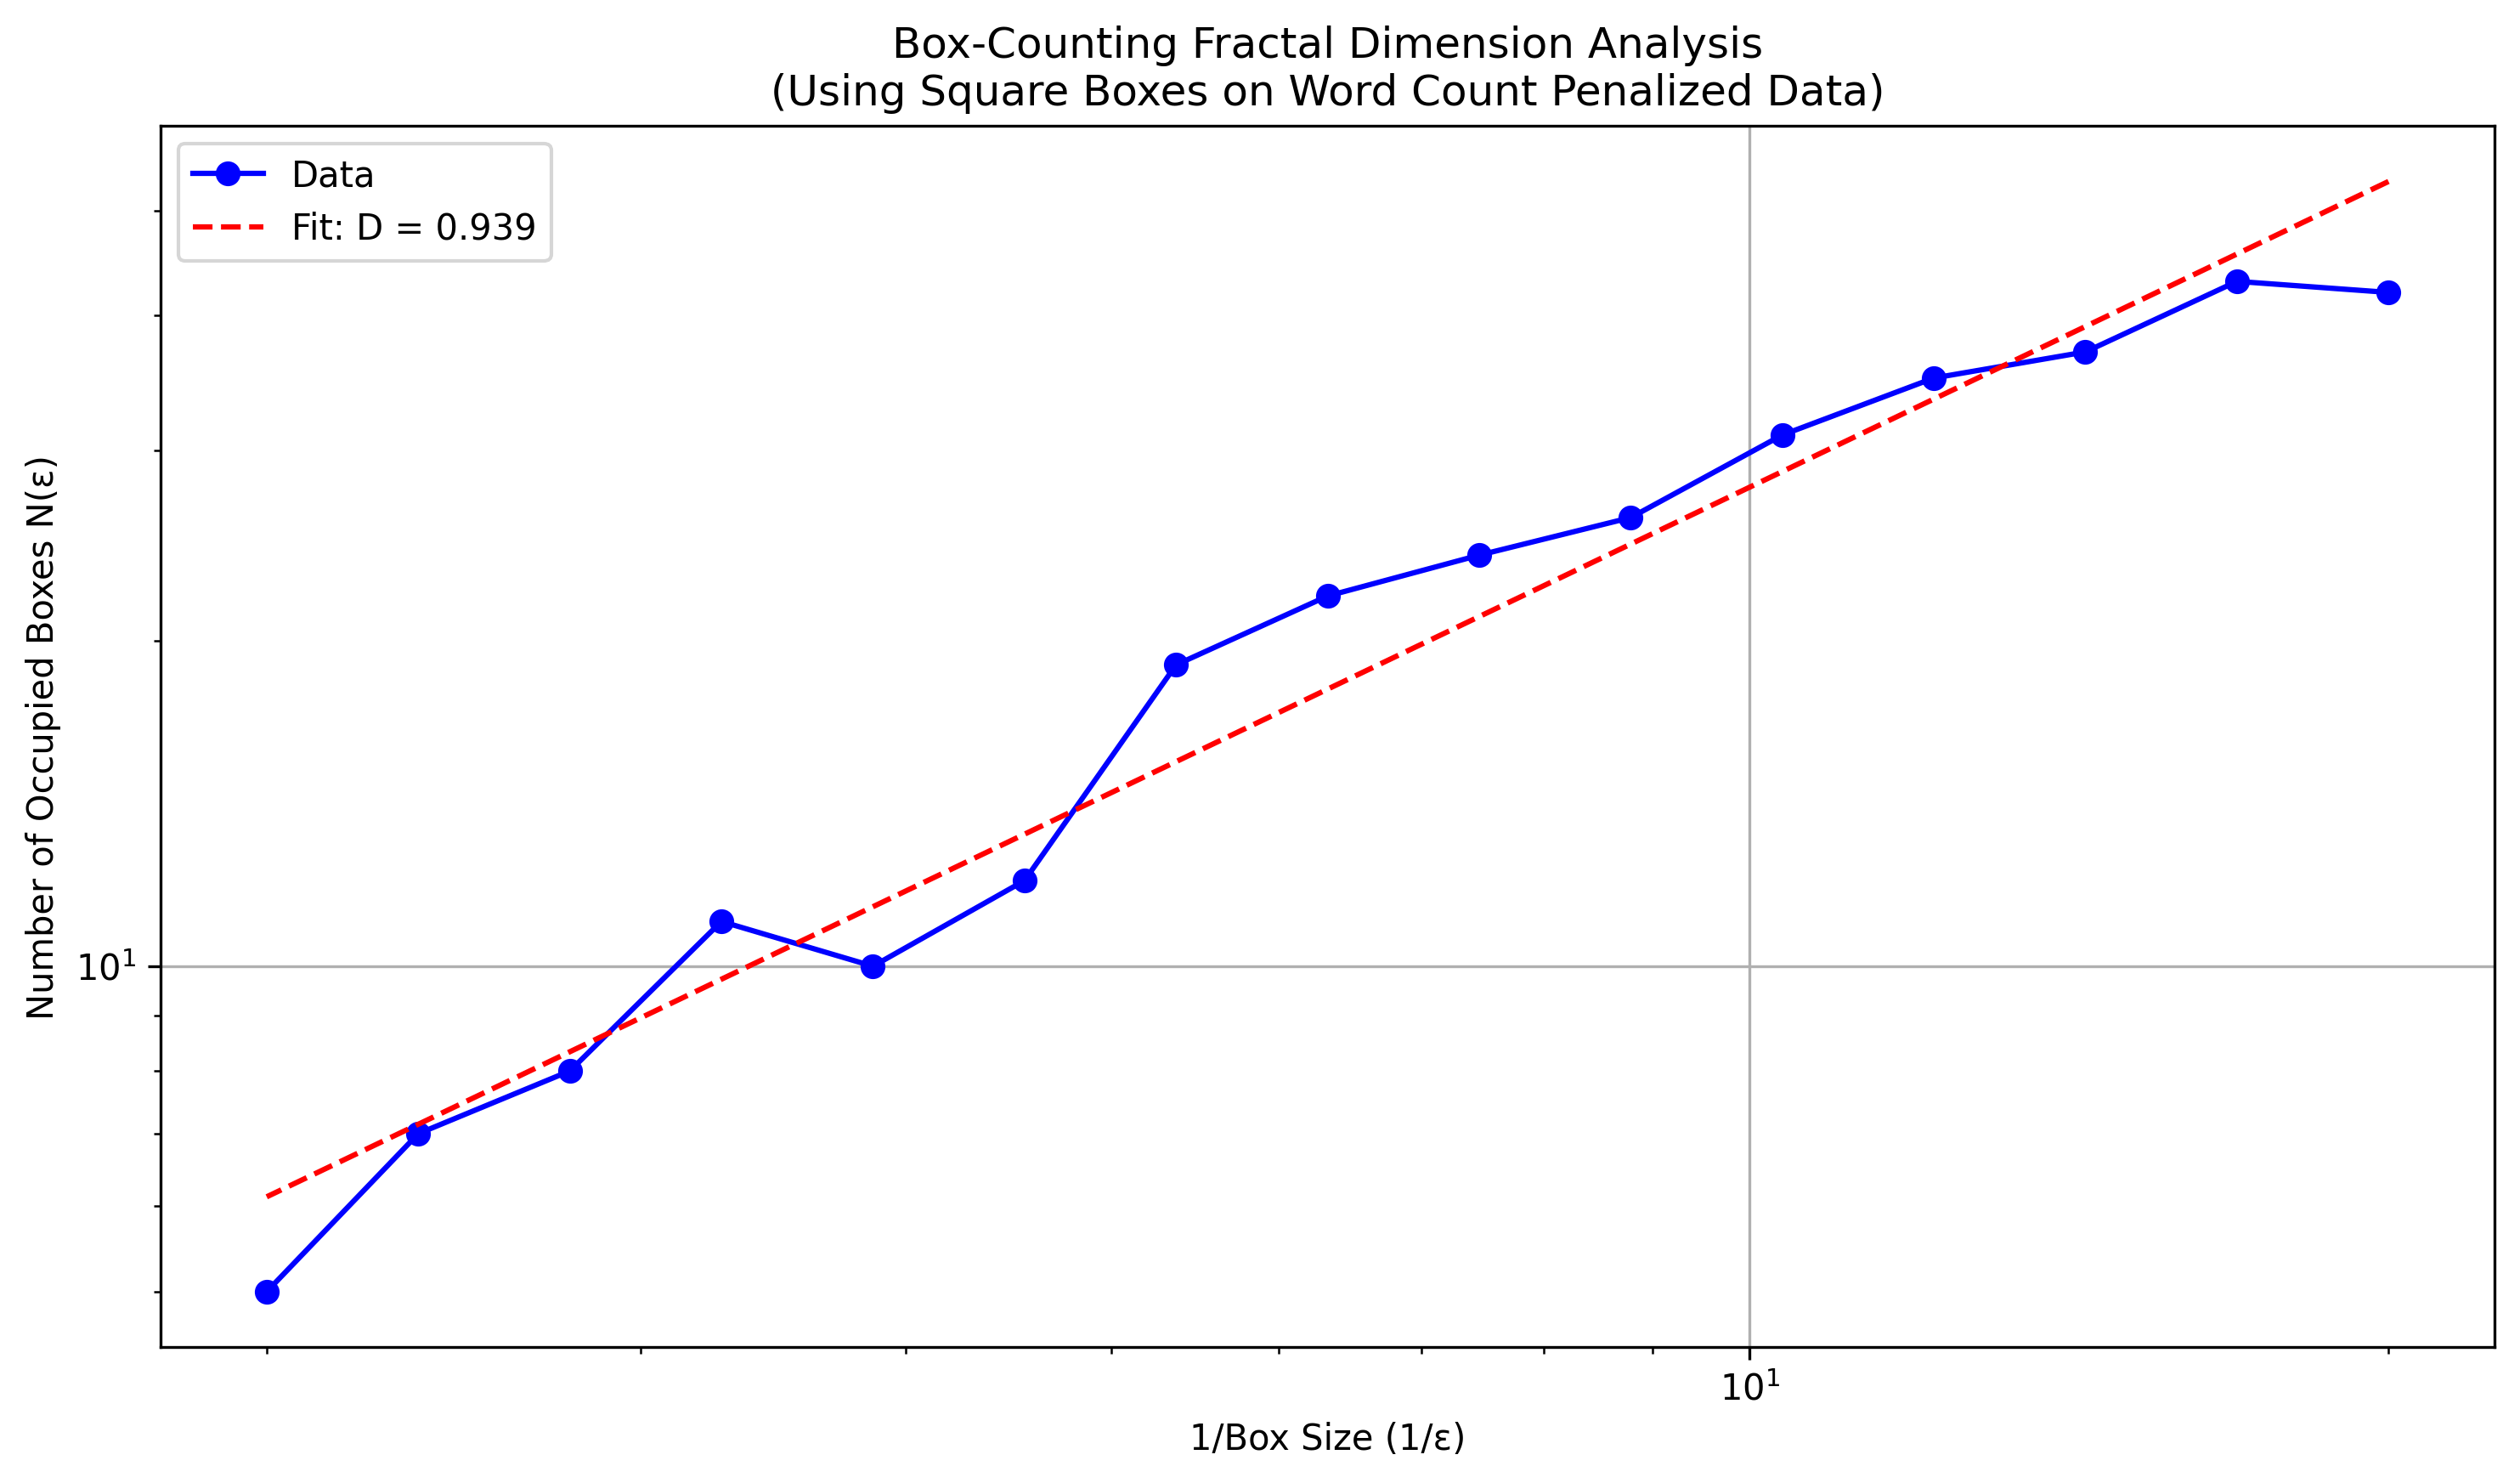 Box-Counting Fractal Dimension Analysis
(Using Square Boxes on Word Count Penalized Data)
Data
Fit: D = 0.939
Number of Occupied Boxes N(ε)
10¹
10¹
1/Box Size (1/ε)